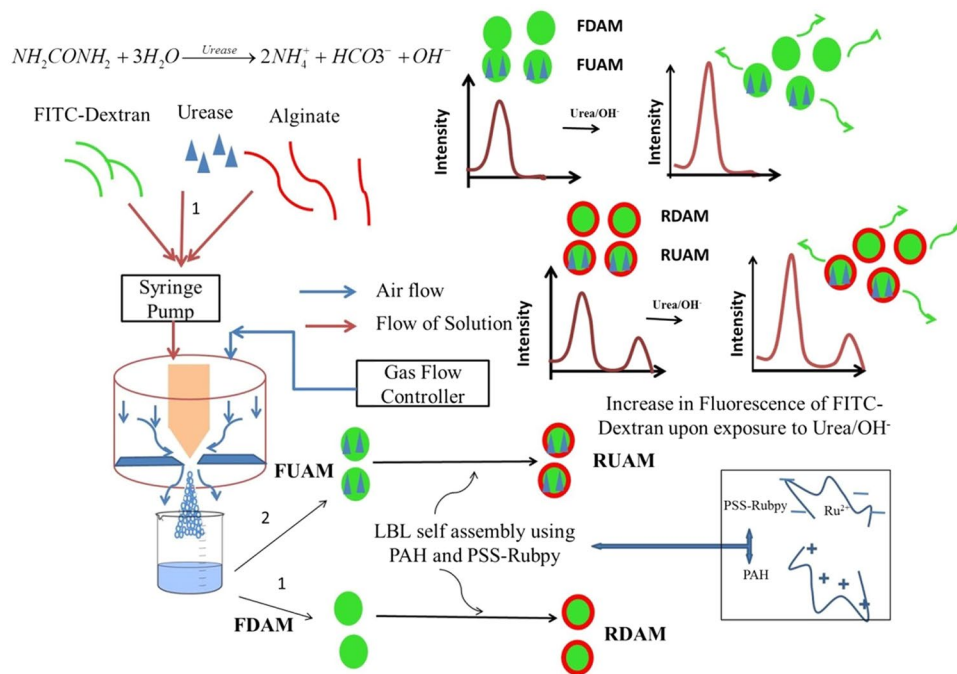 NH₂CONH₂ + 3H₂O —Urease→ 2NH₄⁺ + HCO3⁻ + OH⁻
FITC-Dextran
Urease
Alginate
1
Syringe
Pump
Air flow
Flow of Solution
Gas Flow
Controller
FDAM
FUAM
Intensity
Urea/OH⁻
Intensity
RDAM
RUAM
Intensity
Urea/OH⁻
Intensity
Increase in Fluorescence of FITC-
Dextran upon exposure to Urea/OH⁻
FUAM
RUAM
2
LBL self assembly using
PAH and PSS-Rubpy
1
FDAM
RDAM
PSS-Rubpy
Ru²⁺
PAH